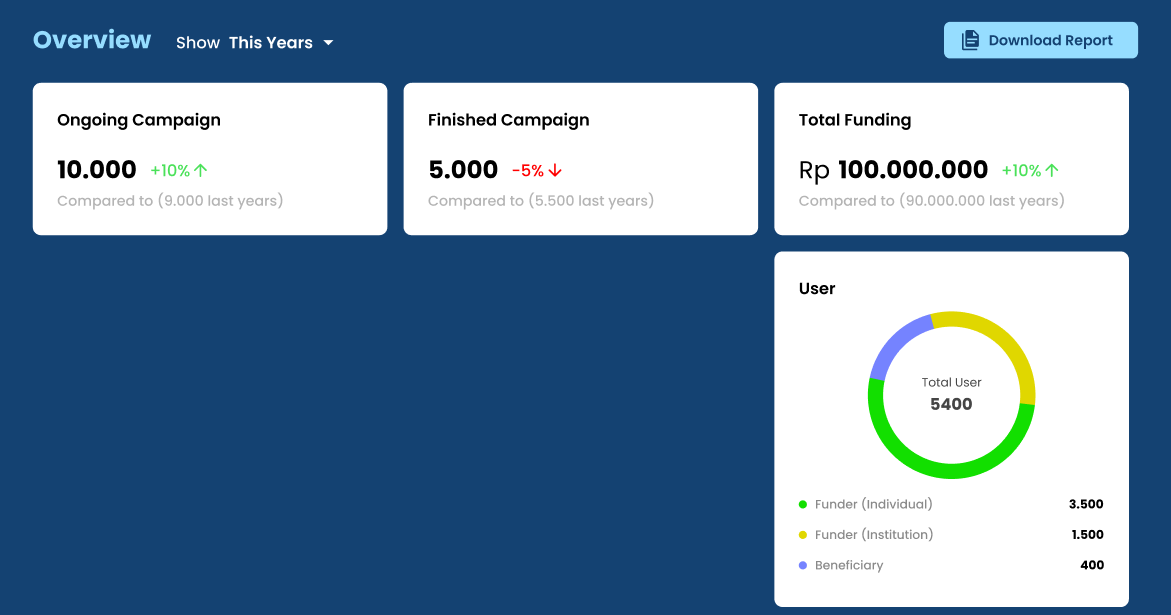 Overview
Show This Years
Download Report
Ongoing Campaign
10.000 +10%
Compared to (9.000 last years)
Finished Campaign
5.000 -5%
Compared to (5.500 last years)
Total Funding
Rp 100.000.000 +10%
Compared to (90.000.000 last years)
User
Total User
5400
Funder (Individual) 3.500
Funder (Institution) 1.500
Beneficiary 400